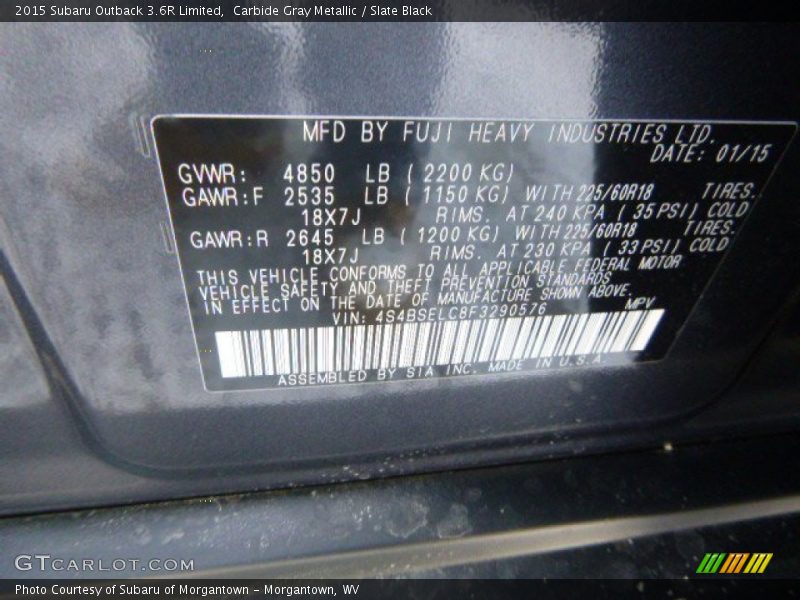 2015 Subaru Outback 3.6R Limited,  Carbide Gray Metallic / Slate Black
MFD BY FUJI HEAVY INDUSTRIES LTD.
DATE: 01/15
GVWR: 4850 LB (2200 KG)
GAWR:F 2535 LB (1150 KG) WITH 225/60R18 TIRES.
18X7J RIMS. AT 240 KPA (35 PSI) COLD
GAWR:R 2645 LB (1200 KG) WITH 225/60R18 TIRES.
18X7J RIMS. AT 230 KPA (33 PSI) COLD
THIS VEHICLE CONFORMS TO ALL APPLICABLE FEDERAL MOTOR
VEHICLE SAFETY AND THEFT PREVENTION STANDARDS
IN EFFECT ON THE DATE OF MANUFACTURE SHOWN ABOVE.
VIN: 4S4BSELC8F3290576 MPV
ASSEMBLED BY SIA INC. MADE IN U.S.A
GTCARLOT.COM
Photo Courtesy of Subaru of Morgantown - Morgantown, WV